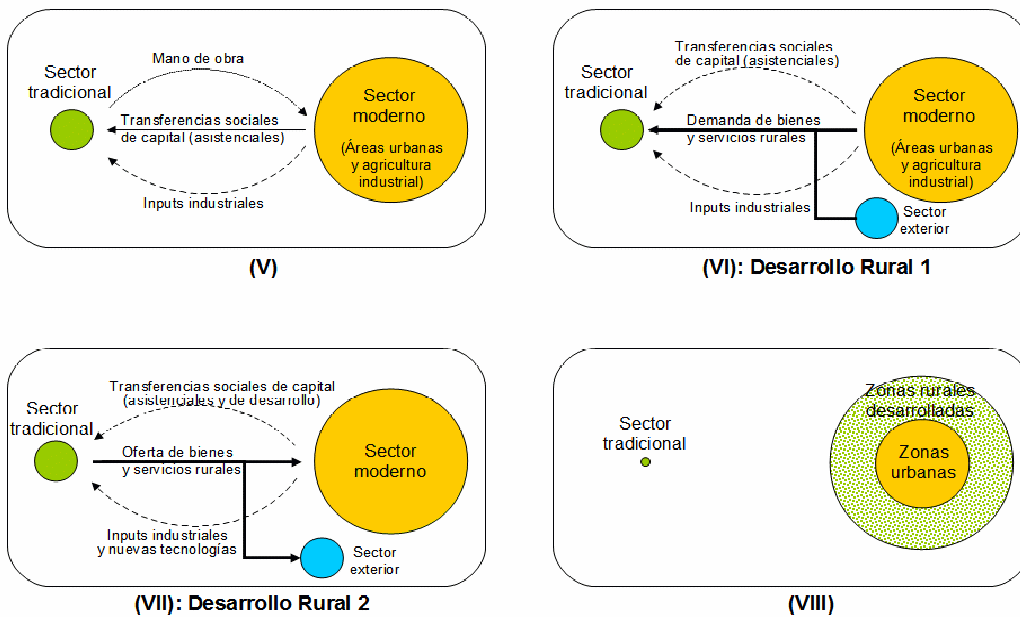 Mano de obra
Sector
tradicional
Transferencias sociales
de capital (asistenciales)
Inputs industriales
Sector
moderno
(Áreas urbanas
y agricultura
industrial)
(V)
Transferencias sociales
de capital (asistenciales)
Sector
tradicional
Demanda de bienes
y servicios rurales
Inputs industriales
Sector
moderno
(Áreas urbanas
y agricultura
industrial)
Sector
exterior
(VI): Desarrollo Rural 1
Transferencias sociales de capital
(asistenciales y de desarrollo)
Sector
tradicional
Oferta de bienes
y servicios rurales
Inputs industriales
y nuevas tecnologías
Sector
moderno
Sector
exterior
(VII): Desarrollo Rural 2
Sector
tradicional
Zonas rurales
desarrolladas
Zonas
urbanas
(VIII)